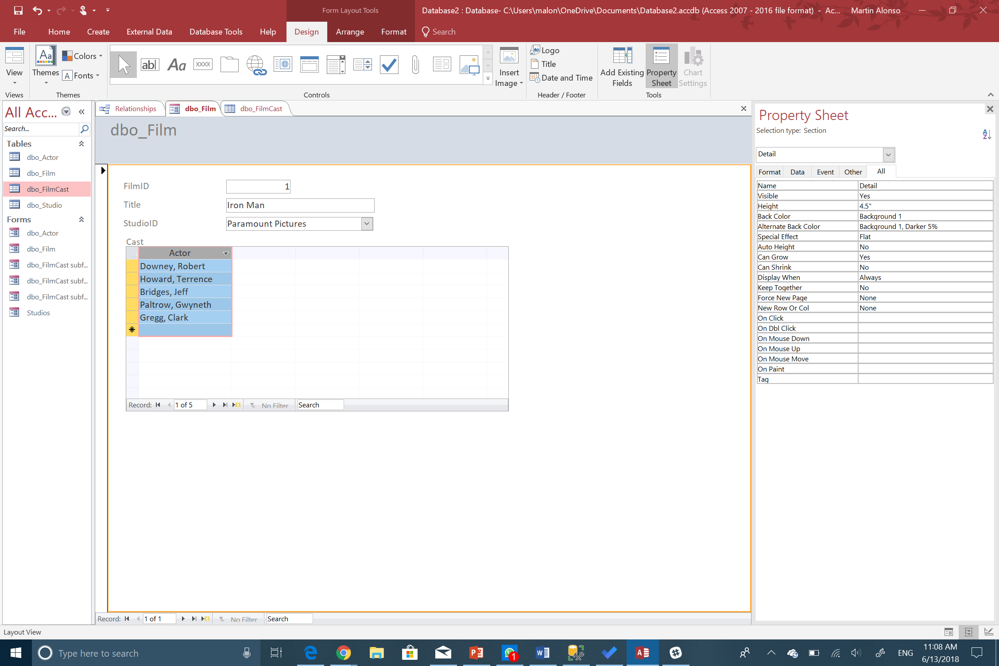 Form Layout Tools
Database2 : Database- C:\Users\malon\OneDrive\Documents\Database2.accdb (Access 2007 - 2016 file format) - Ac...
Martin Alonso
File Home Create External Data Database Tools Help Design Arrange Format Search
View
Views
Aa
Themes
Colors
A Fonts
Themes
ab
Aa
XXXX
Controls
Insert
Image
Logo
Title
Date and Time
Header / Footer
Add Existing
Fields
Property
Sheet
Chart
Settings
Tools
All Acc...
Search...
Tables
dbo_Actor
dbo_Film
dbo_FilmCast
dbo_Studio
Forms
dbo_Actor
dbo_Film
dbo_FilmCast subf...
dbo_FilmCast subf...
dbo_FilmCast subf...
Studios
Relationships dbo_Film dbo_FilmCast
dbo_Film
FilmID 1
Title Iron Man
StudioID Paramount Pictures
Cast
Actor
Downey, Robert
Howard, Terrence
Bridges, Jeff
Paltrow, Gwyneth
Gregg, Clark
Record: 1 of 5 No Filter Search
Record: 1 of 1 No Filter Search
Property Sheet
Selection type: Section
A
Z
Detail
Format Data Event Other All
Name Detail
Visible Yes
Height 4.5"
Back Color Background 1
Alternate Back Color Background 1, Darker 5%
Special Effect Flat
Auto Height No
Can Grow Yes
Can Shrink No
Display When Always
Keep Together No
Force New Page None
New Row Or Col None
On Click
On Dbl Click
On Mouse Down
On Mouse Up
On Mouse Move
On Paint
Tag
Layout View
Type here to search
1
ENG
11:08 AM
6/13/2018